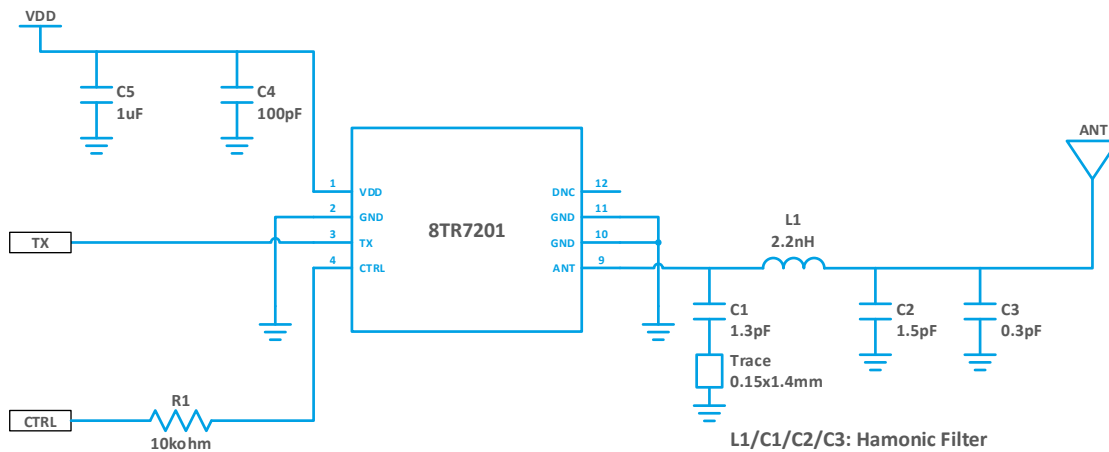 VDD
C5
1uF
C4
100pF
ANT
1
VDD
2
GND
3
TX
4
CTRL
8TR7201
DNC
12
GND
11
GND
10
ANT
9
TX
L1
2.2nH
C1
1.3pF
C2
1.5pF
C3
0.3pF
Trace
0.15x1.4mm
CTRL
R1
10kohm
L1/C1/C2/C3: Hamonic Filter